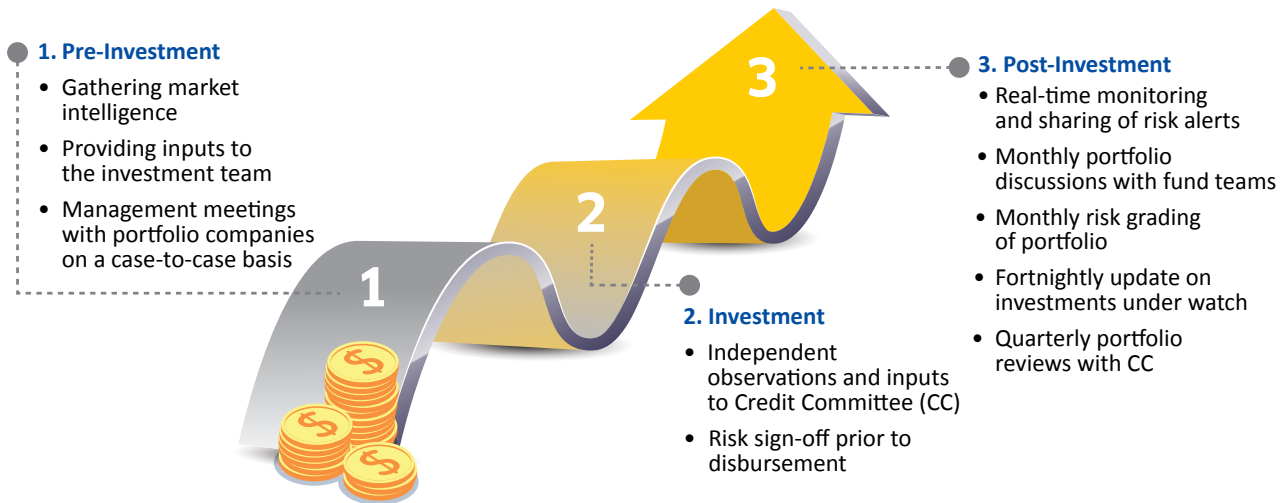 1. Pre-Investment
• Gathering market
intelligence
• Providing inputs to
the investment team
• Management meetings
with portfolio companies
on a case-to-case basis
1
2
3
2. Investment
• Independent
observations and inputs
to Credit Committee (CC)
• Risk sign-off prior to
disbursement
3. Post-Investment
• Real-time monitoring
and sharing of risk alerts
• Monthly portfolio
discussions with fund teams
• Monthly risk grading
of portfolio
• Fortnightly update on
investments under watch
• Quarterly portfolio
reviews with CC
$
$
$